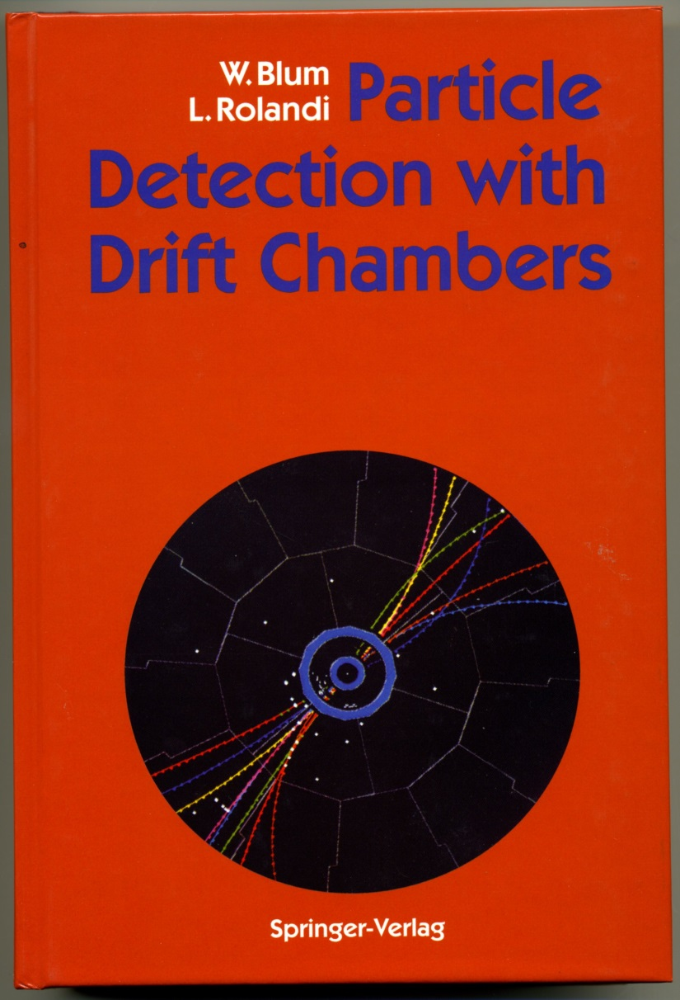 W. Blum
L. Rolandi
Particle
Detection with
Drift Chambers
Springer-Verlag